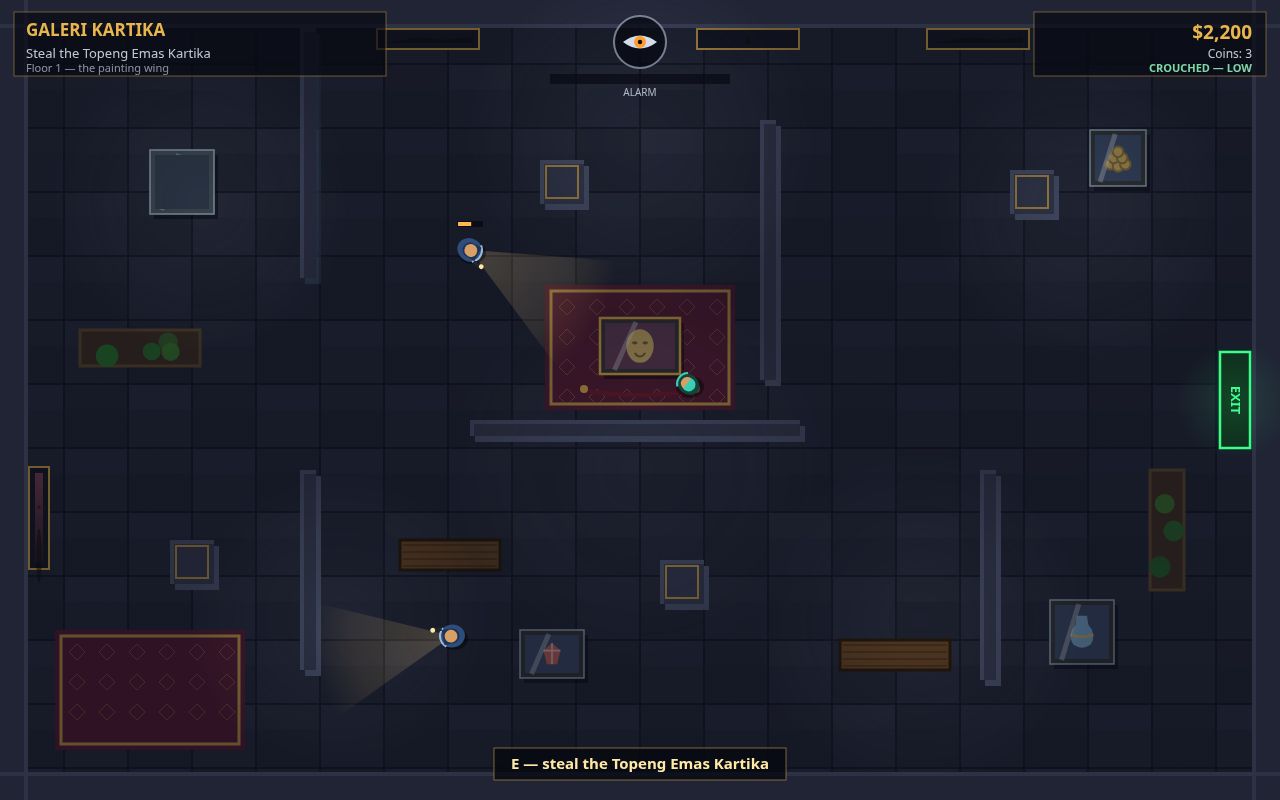 GALERI KARTIKA
Steal the Topeng Emas Kartika
Floor 1 — the painting wing
ALARM
$2,200
Coins: 3
CROUCHED — LOW
EXIT
E — steal the Topeng Emas Kartika